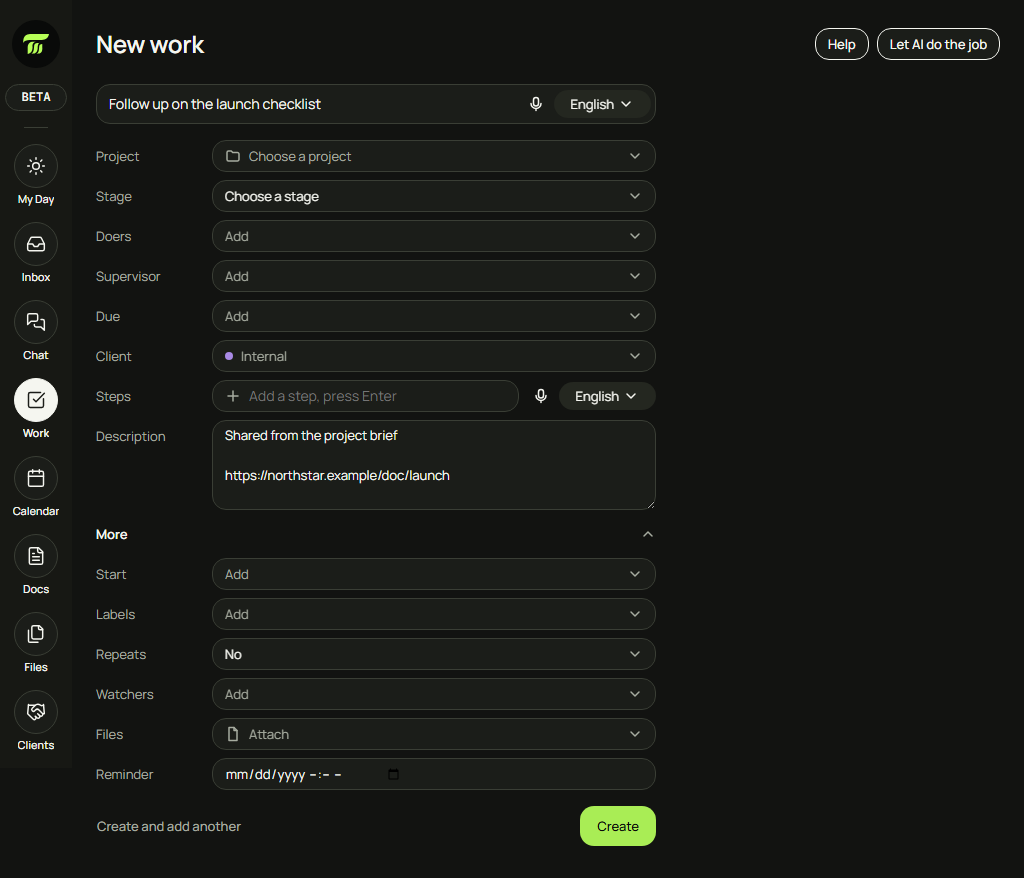 New work
Help
Let AI do the job
BETA
My Day
Inbox
Chat
Work
Calendar
Docs
Files
Clients
Follow up on the launch checklist
English
Project
Choose a project
Stage
Choose a stage
Doers
Add
Supervisor
Add
Due
Add
Client
Internal
Steps
Add a step, press Enter
English
Description
Shared from the project brief
https://northstar.example/doc/launch
More
Start
Add
Labels
Add
Repeats
No
Watchers
Add
Files
Attach
Reminder
mm/dd/yyyy --:-- --
Create and add another
Create